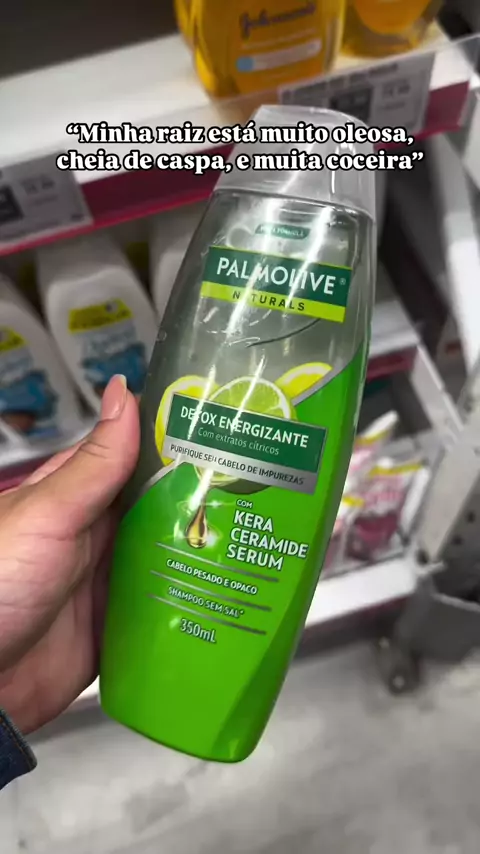 Johnson's
“Minha raiz está muito oleosa,
cheia de caspa, e muita coceira”
PALMOLIVE®
NATURALS
DETOX ENERGIZANTE
Com extratos cítricos
PURIFIQUE SEU CABELO DE IMPUREZAS
COM
KERA
CERAMIDE
SERUM
CABELO PESADO E OPACO
SHAMPOO SEM SAL*
350mL